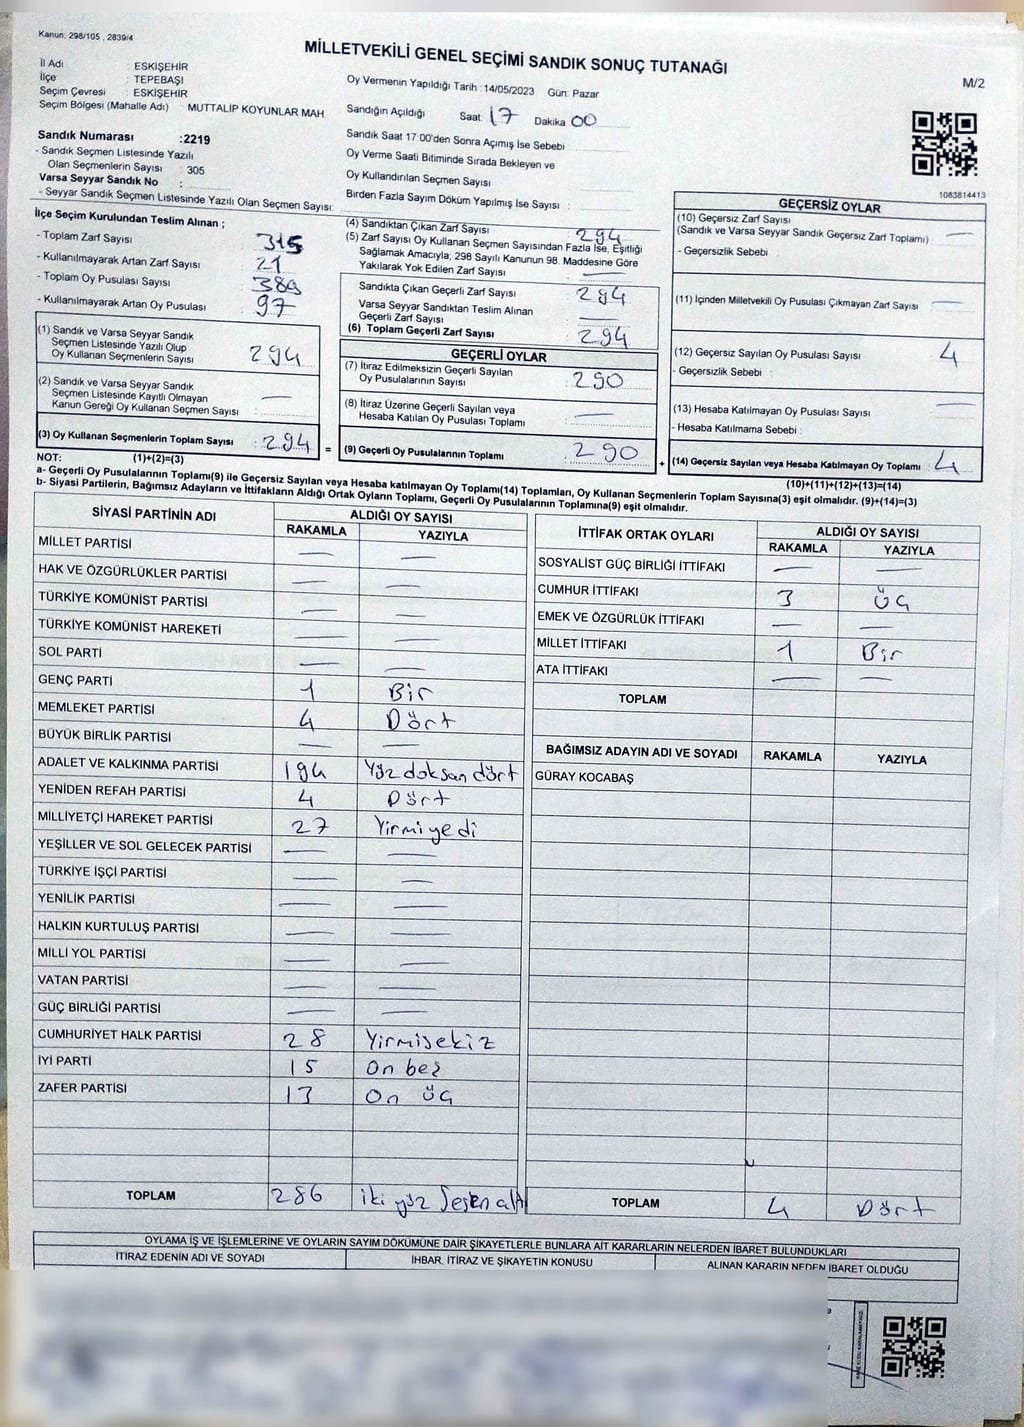 Kanun: 298/105 , 2839/4
MİLLETVEKİLİ GENEL SEÇİMİ SANDIK SONUÇ TUTANAĞI
M/2
İl Adı : ESKİŞEHİR
İlçe : TEPEBAŞI
Seçim Çevresi : ESKİŞEHİR
Seçim Bölgesi (Mahalle Adı) : MUTTALIP KOYUNLAR MAH
Sandık Numarası :2219
- Sandık Seçmen Listesinde Yazılı
Olan Seçmenlerin Sayısı : 305
Varsa Seyyar Sandık No :
- Seyyar Sandık Seçmen Listesinde Yazılı Olan Seçmen Sayısı:
Oy Vermenin Yapıldığı Tarih :14/05/2023 Gün: Pazar
Sandığın Açıldığı Saat: 17 Dakika 00
Sandık Saat 17:00'den Sonra Açımış İse Sebebi :
Oy Verme Saati Bitiminde Sırada Bekleyen ve
Oy Kullandırılan Seçmen Sayısı :
Birden Fazla Sayım Döküm Yapılmış İse Sayısı :
1083814413
İlçe Seçim Kurulundan Teslim Alınan ;
- Toplam Zarf Sayısı : 315
- Kullanılmayarak Artan Zarf Sayısı : 21
- Toplam Oy Pusulası Sayısı : 389
- Kullanılmayarak Artan Oy Pusulası : 97
(1) Sandık ve Varsa Seyyar Sandık
Seçmen Listesinde Yazılı Olup
Oy Kullanan Seçmenlerin Sayısı : 294
(2) Sandık ve Varsa Seyyar Sandık
Seçmen Listesinde Kayıtlı Olmayan
Kanun Gereği Oy Kullanan Seçmen Sayısı : —
(3) Oy Kullanan Seçmenlerin Toplam Sayısı : 294 =
(4) Sandıktan Çıkan Zarf Sayısı : 294
(5) Zarf Sayısı Oy Kullanan Seçmen Sayısından Fazla İse, Eşitliği
Sağlamak Amacıyla; 298 Sayılı Kanunun 98. Maddesine Göre
Yakılarak Yok Edilen Zarf Sayısı : —
Sandıkta Çıkan Geçerli Zarf Sayısı : 294
Varsa Seyyar Sandıktan Teslim Alınan
Geçerli Zarf Sayısı : —
(6) Toplam Geçerli Zarf Sayısı : 294
GEÇERLİ OYLAR
(7) İtiraz Edilmeksizin Geçerli Sayılan
Oy Pusulalarının Sayısı : 290
(8) İtiraz Üzerine Geçerli Sayılan veya
Hesaba Katılan Oy Pusulası Toplamı : —
(9) Geçerli Oy Pusulalarının Toplamı : 290 +
GEÇERSİZ OYLAR
(10) Geçersiz Zarf Sayısı
(Sandık ve Varsa Seyyar Sandık Geçersiz Zarf Toplamı) : —
- Geçersizlik Sebebi :
(11) İçinden Milletvekili Oy Pusulası Çıkmayan Zarf Sayısı : —
(12) Geçersiz Sayılan Oy Pusulası Sayısı : 4
- Geçersizlik Sebebi :
(13) Hesaba Katılmayan Oy Pusulası Sayısı : —
- Hesaba Katılmama Sebebi :
(14) Geçersiz Sayılan veya Hesaba Katılmayan Oy Toplamı : 4
NOT: (1)+(2)=(3) (10)+(11)+(12)+(13)=(14)
a- Geçerli Oy Pusulalarının Toplamı(9) ile Geçersiz Sayılan veya Hesaba katılmayan Oy Toplamı(14) Toplamları, Oy Kullanan Seçmenlerin Toplam Sayısına(3) eşit olmalıdır. (9)+(14)=(3)
b- Siyasi Partilerin, Bağımsız Adayların ve İttifakların Aldığı Ortak Oyların Toplamı, Geçerli Oy Pusulalarının Toplamına(9) eşit olmalıdır.
SİYASİ PARTİNİN ADI ALDIĞI OY SAYISI
RAKAMLA YAZIYLA
MİLLET PARTİSİ — —
HAK VE ÖZGÜRLÜKLER PARTİSİ — —
TÜRKİYE KOMÜNİST PARTİSİ — —
TÜRKİYE KOMÜNİST HAREKETİ — —
SOL PARTİ — —
GENÇ PARTİ 1 Bir
MEMLEKET PARTİSİ 4 Dört
BÜYÜK BİRLİK PARTİSİ — —
ADALET VE KALKINMA PARTİSİ 194 Yüz doksan dört
YENİDEN REFAH PARTİSİ 4 Dört
MİLLİYETÇİ HAREKET PARTİSİ 27 Yirmiyedi
YEŞİLLER VE SOL GELECEK PARTİSİ — —
TÜRKİYE İŞÇİ PARTİSİ — —
YENİLİK PARTİSİ — —
HALKIN KURTULUŞ PARTİSİ — —
MİLLİ YOL PARTİSİ — —
VATAN PARTİSİ — —
GÜÇ BİRLİĞİ PARTİSİ — —
CUMHURİYET HALK PARTİSİ 28 Yirmisekiz
İYİ PARTİ 15 On beş
ZAFER PARTİSİ 13 On üç
TOPLAM 286 iki yüz Seksen altı
İTTİFAK ORTAK OYLARI ALDIĞI OY SAYISI
RAKAMLA YAZIYLA
SOSYALİST GÜÇ BİRLİĞİ İTTİFAKI — —
CUMHUR İTTİFAKI 3 Üç
EMEK VE ÖZGÜRLÜK İTTİFAKI — —
MİLLET İTTİFAKI 1 Bir
ATA İTTİFAKI — —
TOPLAM
BAĞIMSIZ ADAYIN ADI VE SOYADI RAKAMLA YAZIYLA
GÜRAY KOCABAŞ
TOPLAM 4 Dört
OYLAMA İŞ VE İŞLEMLERİNE VE OYLARIN SAYIM DÖKÜMÜNE DAİR ŞİKAYETLERLE BUNLARA AİT KARARLARIN NELERDEN İBARET BULUNDUKLARI
İTİRAZ EDENİN ADI VE SOYADI İHBAR, İTİRAZ VE ŞİKAYETİN KONUSU ALINAN KARARIN NEDEN İBARET OLDUĞU